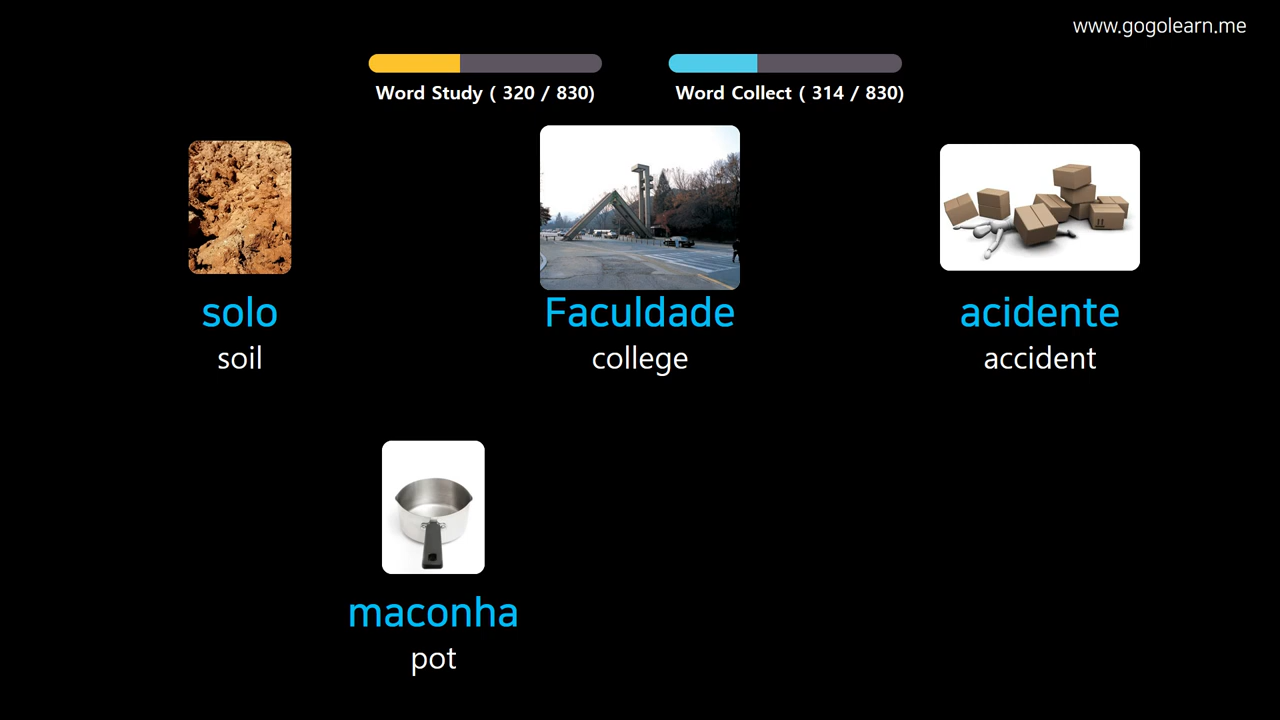 www.gogolearn.me
Word Study ( 320 / 830)
Word Collect ( 314 / 830)
solo
soil
Faculdade
college
acidente
accident
maconha
pot